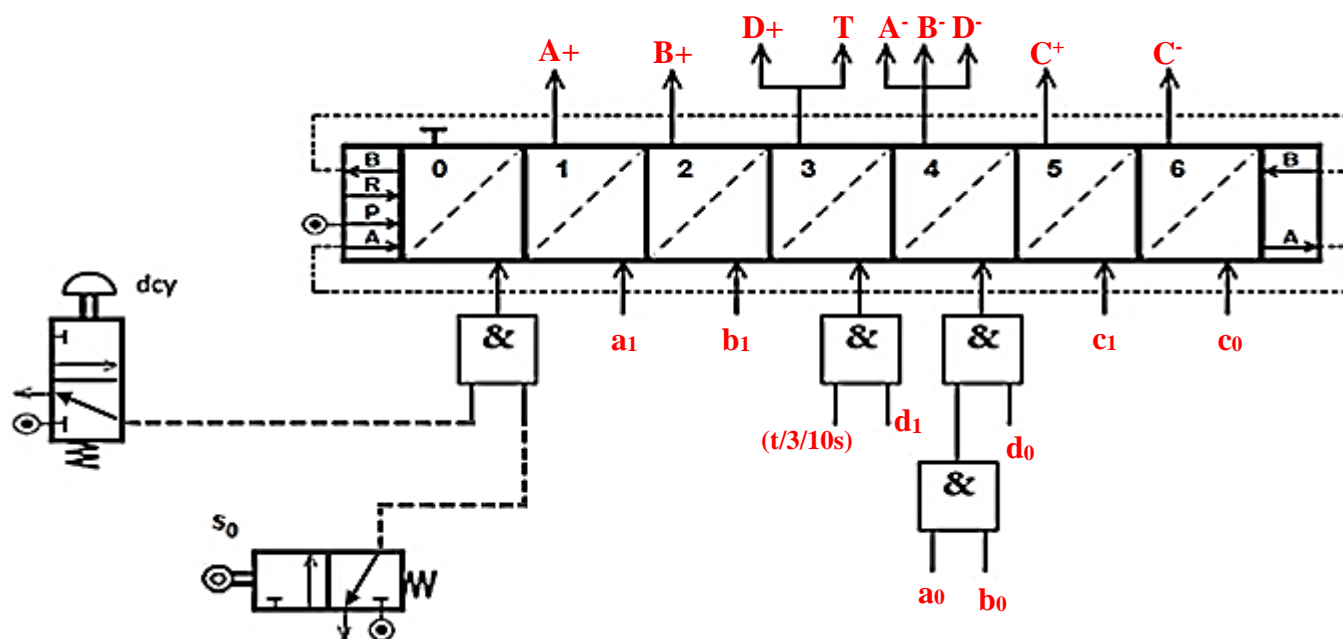 D+ T A⁻ B⁻ D⁻
A+ B+ C⁺ C⁻
B 0 1 2 3 4 5 6 B
R
P
A A
dcy
& a₁ b₁ & & c₁ c₀
(t/3/10s) d₁ d₀
&
s₀
a₀ b₀